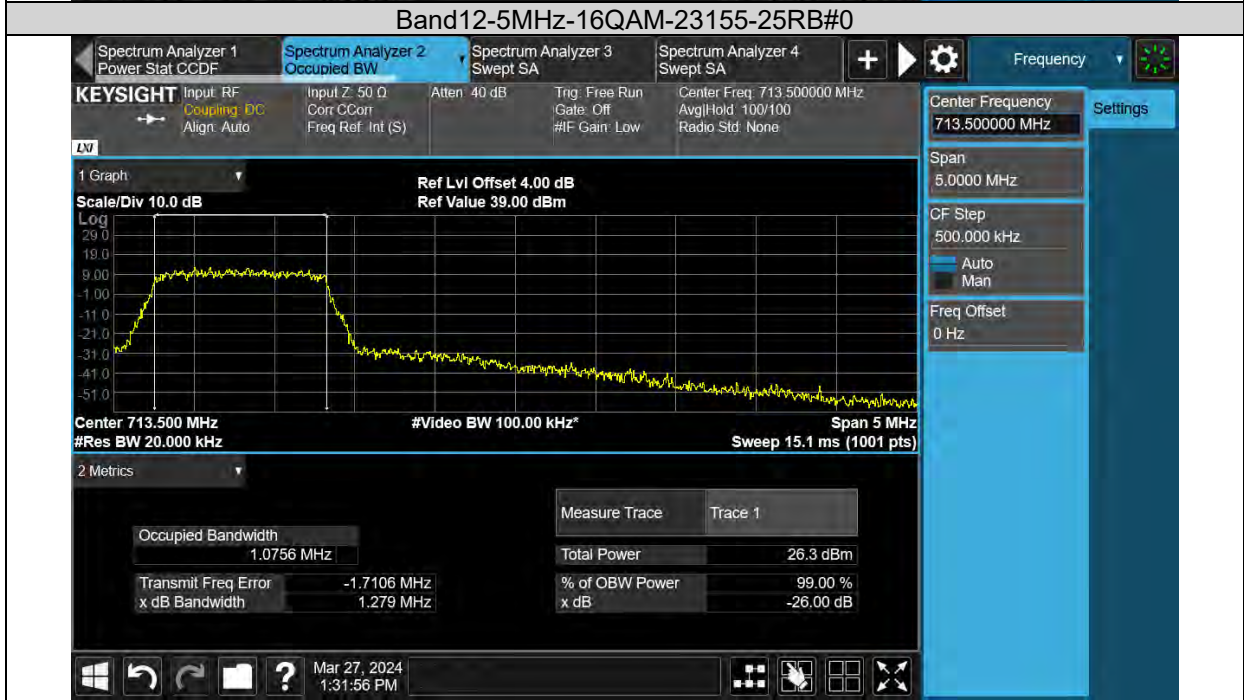 Band12-5MHz-16QAM-23155-25RB#0
Spectrum Analyzer 1
Power Stat CCDF
Spectrum Analyzer 2
Occupied BW
Spectrum Analyzer 3
Swept SA
Spectrum Analyzer 4
Swept SA
+
Frequency
KEYSIGHT
Input: RF
Coupling: DC
Align: Auto
Input Z: 50 Ω
Corr CCorr
Freq Ref: Int (S)
Atten: 40 dB
Trig: Free Run
Gate: Off
#IF Gain: Low
Center Freq: 713.500000 MHz
Avg|Hold: 100/100
Radio Std: None
LXI
Center Frequency
713.500000 MHz
Settings
Span
5.0000 MHz
CF Step
500.000 kHz
Auto
Man
Freq Offset
0 Hz
1 Graph
Scale/Div 10.0 dB
Ref Lvl Offset 4.00 dB
Ref Value 39.00 dBm
Log
29.0
19.0
9.00
-1.00
-11.0
-21.0
-31.0
-41.0
-51.0
Center 713.500 MHz
#Video BW 100.00 kHz*
Span 5 MHz
#Res BW 20.000 kHz
Sweep 15.1 ms (1001 pts)
2 Metrics
Measure Trace
Trace 1
Occupied Bandwidth
1.0756 MHz
Total Power
26.3 dBm
Transmit Freq Error
-1.7106 MHz
% of OBW Power
99.00 %
x dB Bandwidth
1.279 MHz
x dB
-26.00 dB
?
Mar 27, 2024
1:31:56 PM